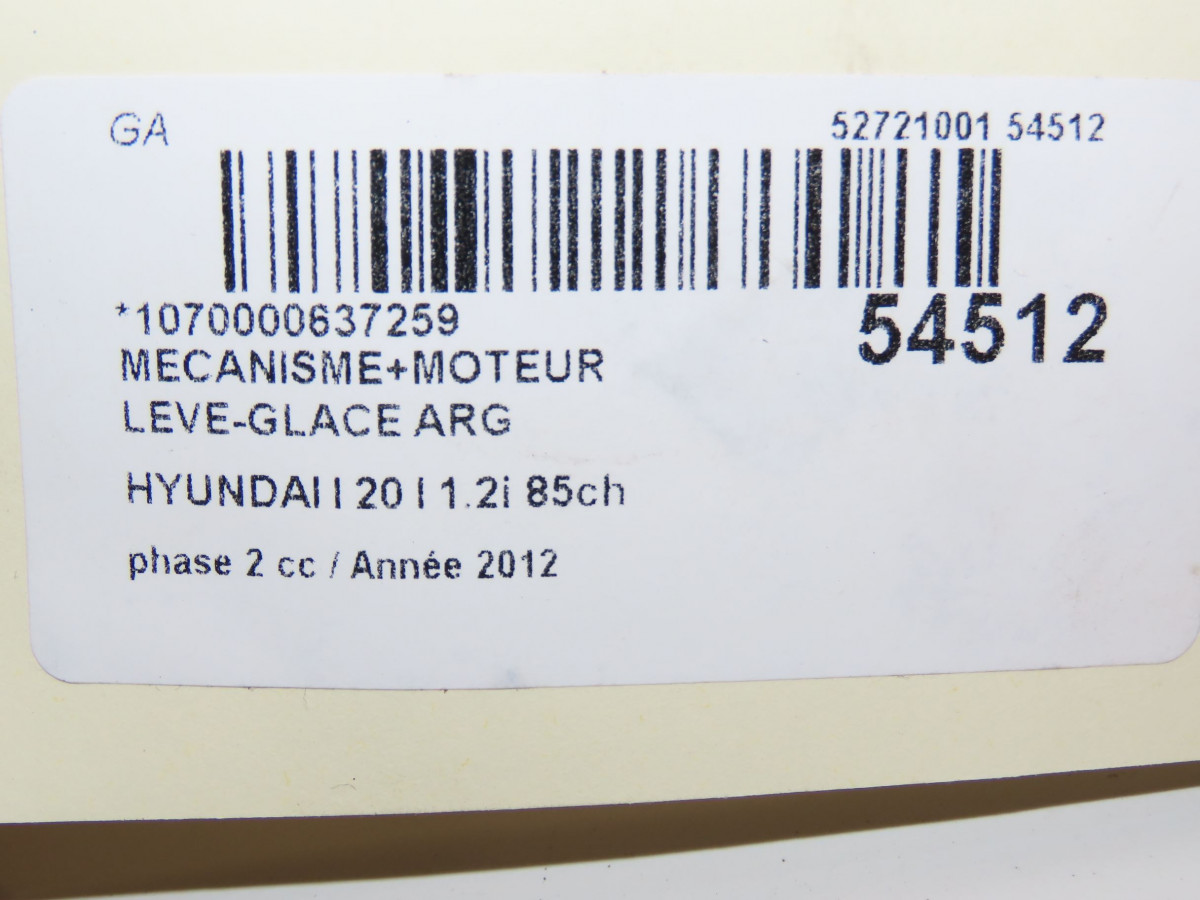 GA
52721001 54512
*1070000637259
54512
MECANISME+MOTEUR
LEVE-GLACE ARG
HYUNDAI I 20 I 1.2i 85ch
phase 2 cc / Année 2012